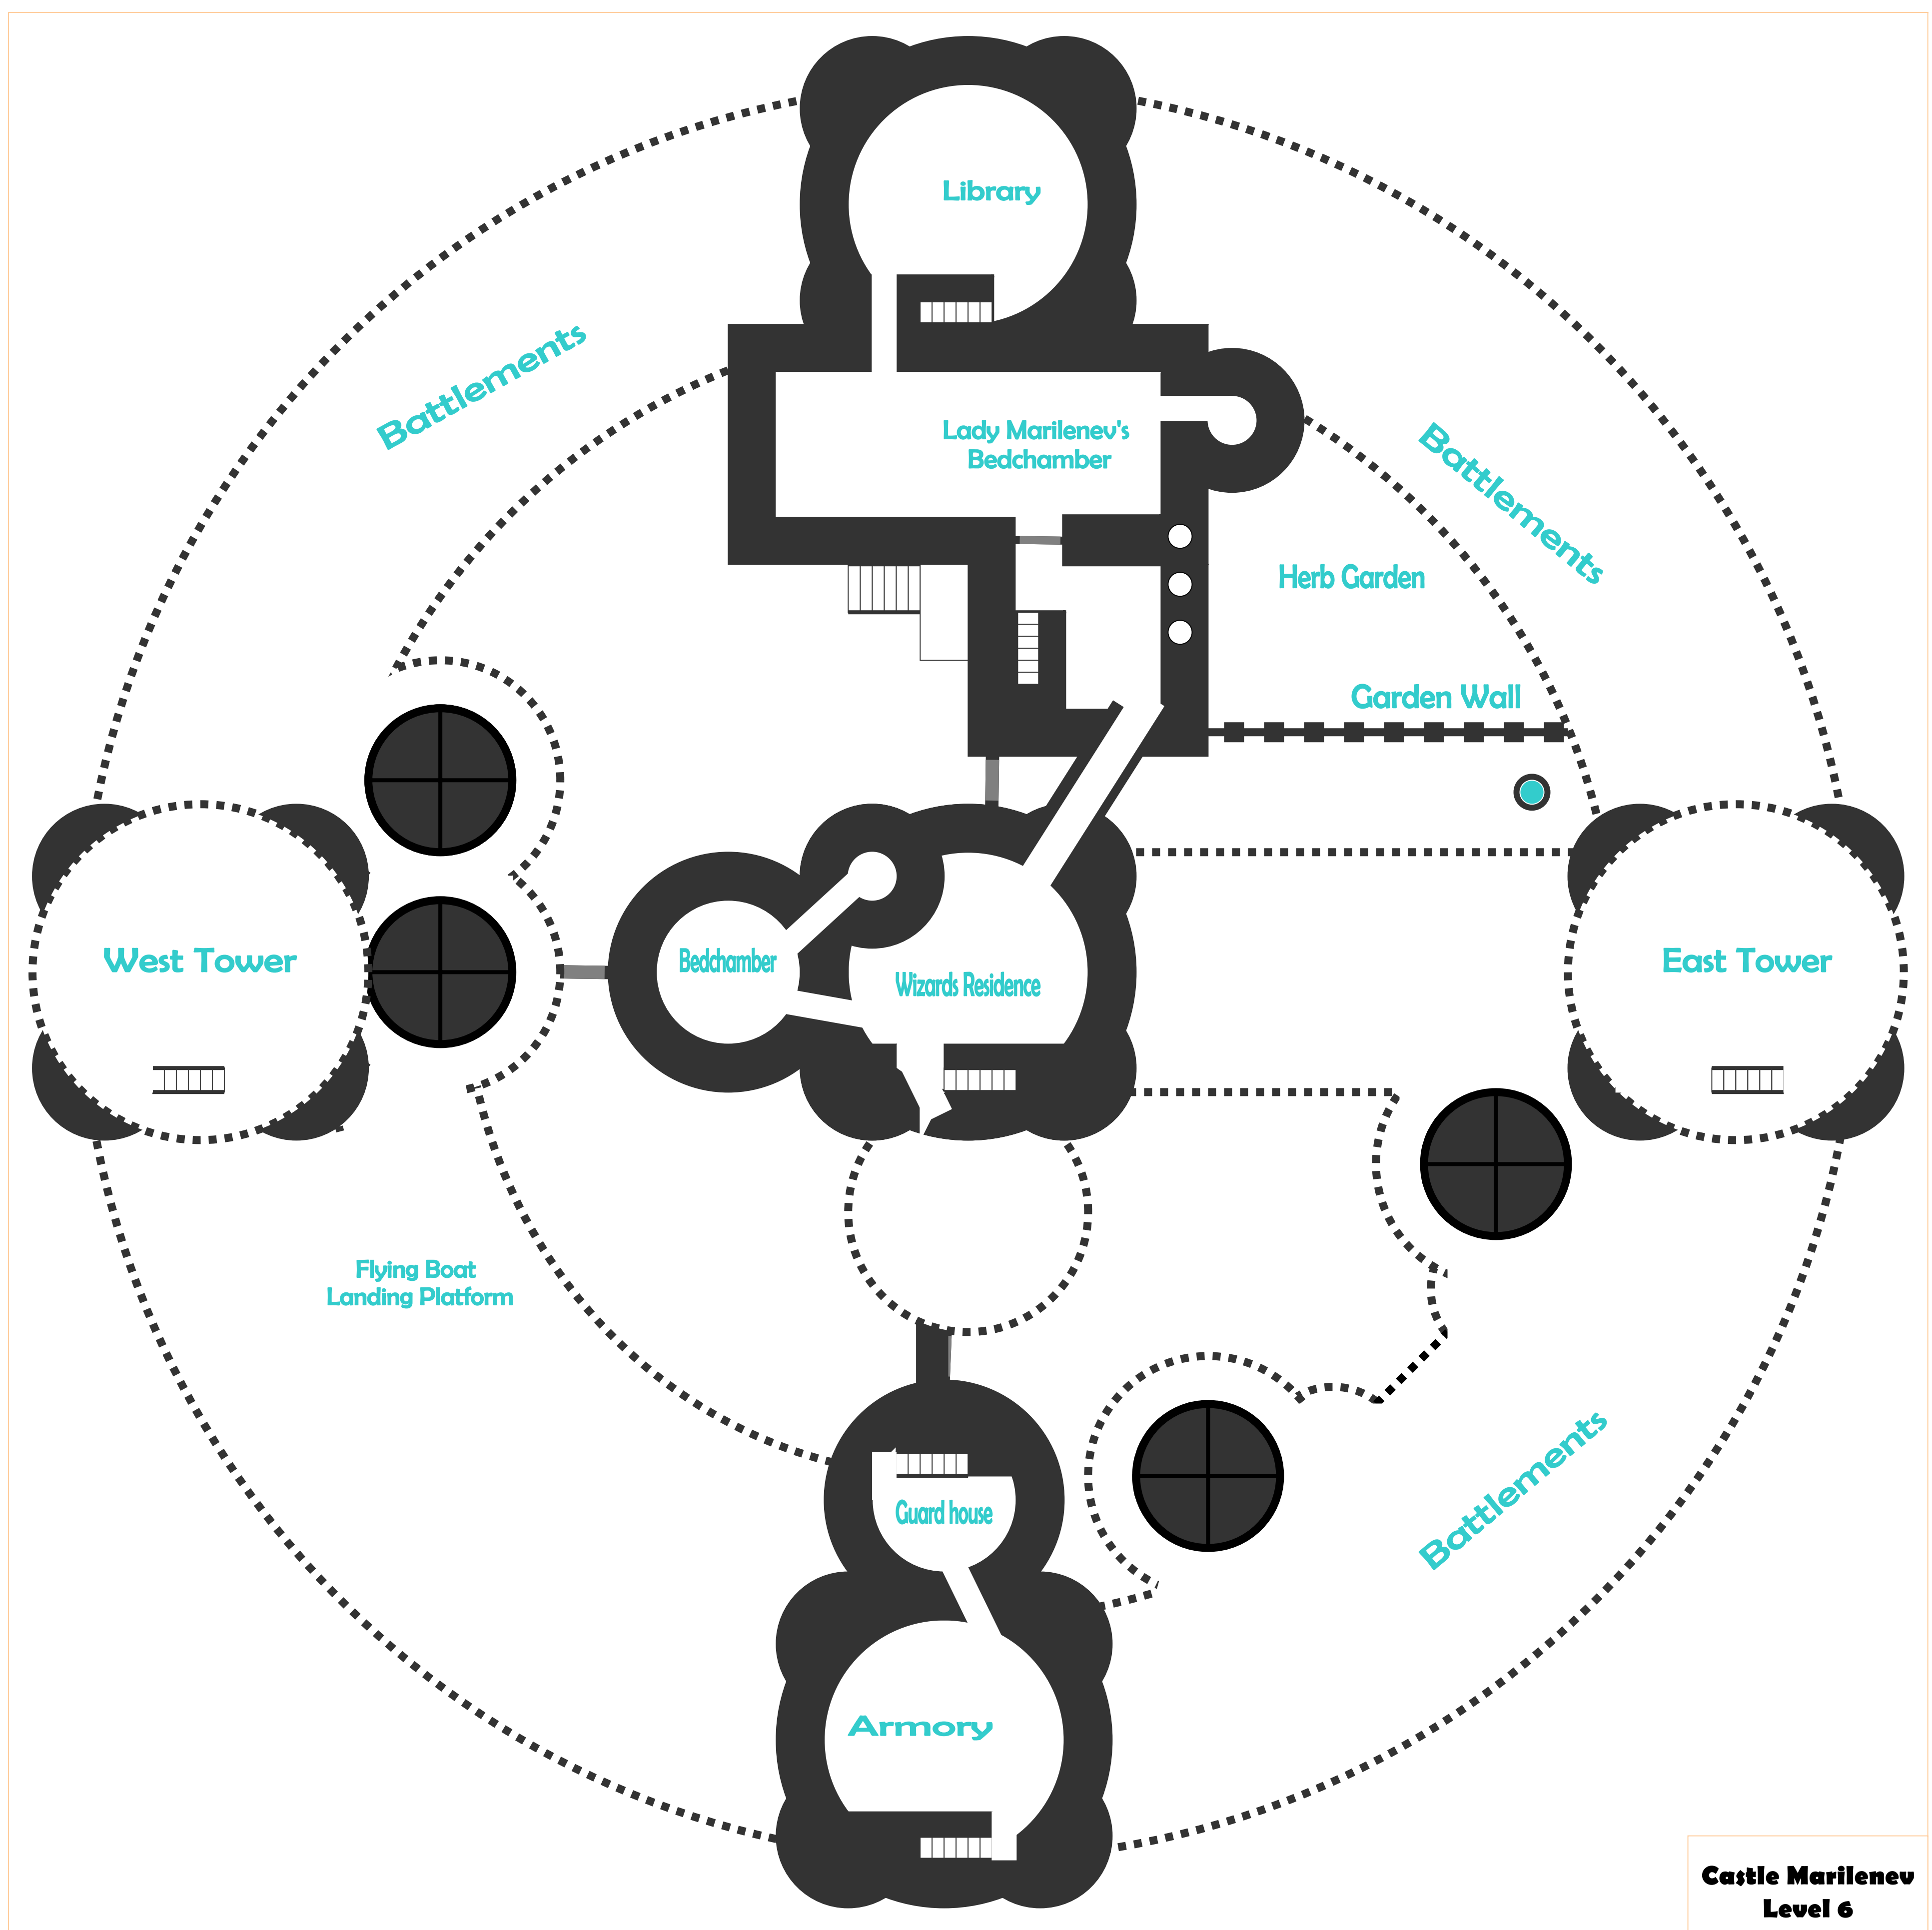 Library
Battlements
Lady Marilenev's
Bedchamber
Battlements
Herb Garden
Garden Wall
West Tower
Bedchamber
Wizards Residence
East Tower
Flying Boat
Landing Platform
Guard house
Battlements
Armory
Castle Marilenev
Level 6